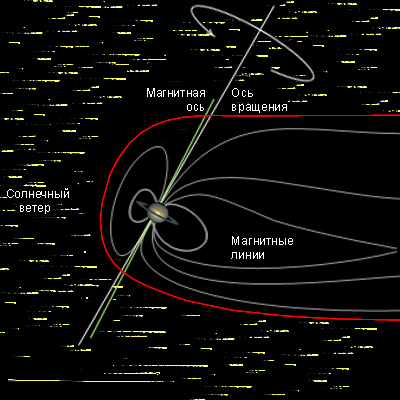 Магнитная
ось
Ось
вращения
Солнечный
ветер
Магнитные
линии